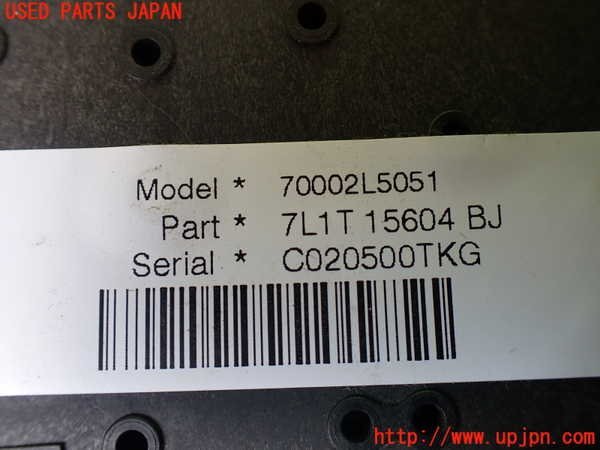 USED PARTS JAPAN
Model * 70002L5051
Part * 7L1T 15604 BJ
Serial * C020500TKG
http://www.upjpn.com/